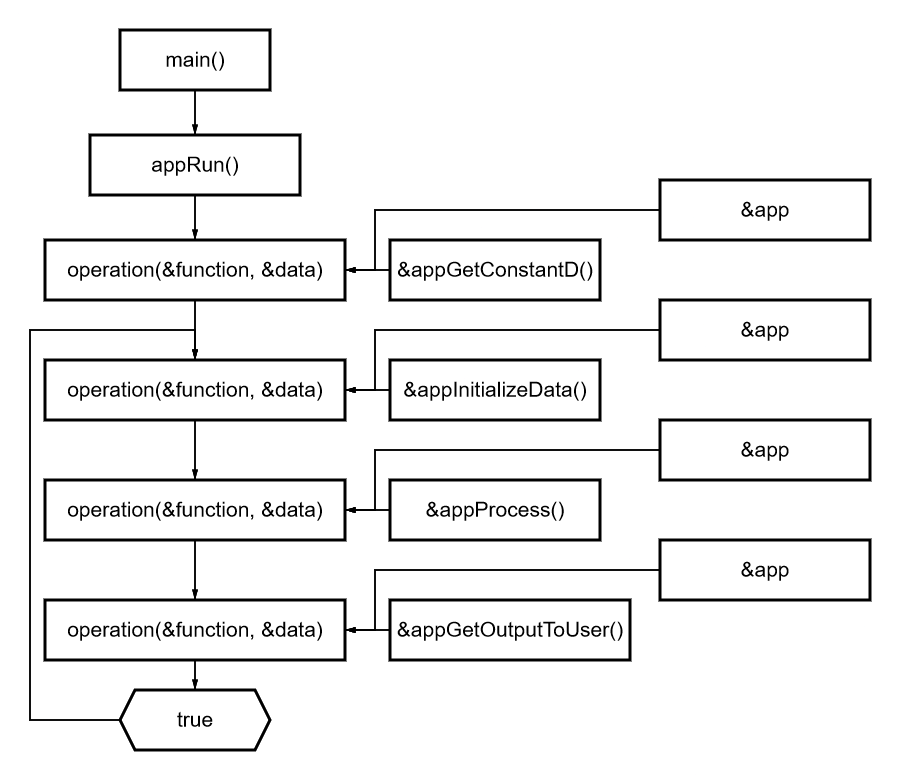 main()
appRun()
&app
operation(&function, &data)
&appGetConstantD()
&app
operation(&function, &data)
&appInitializeData()
&app
operation(&function, &data)
&appProcess()
&app
operation(&function, &data)
&appGetOutputToUser()
true